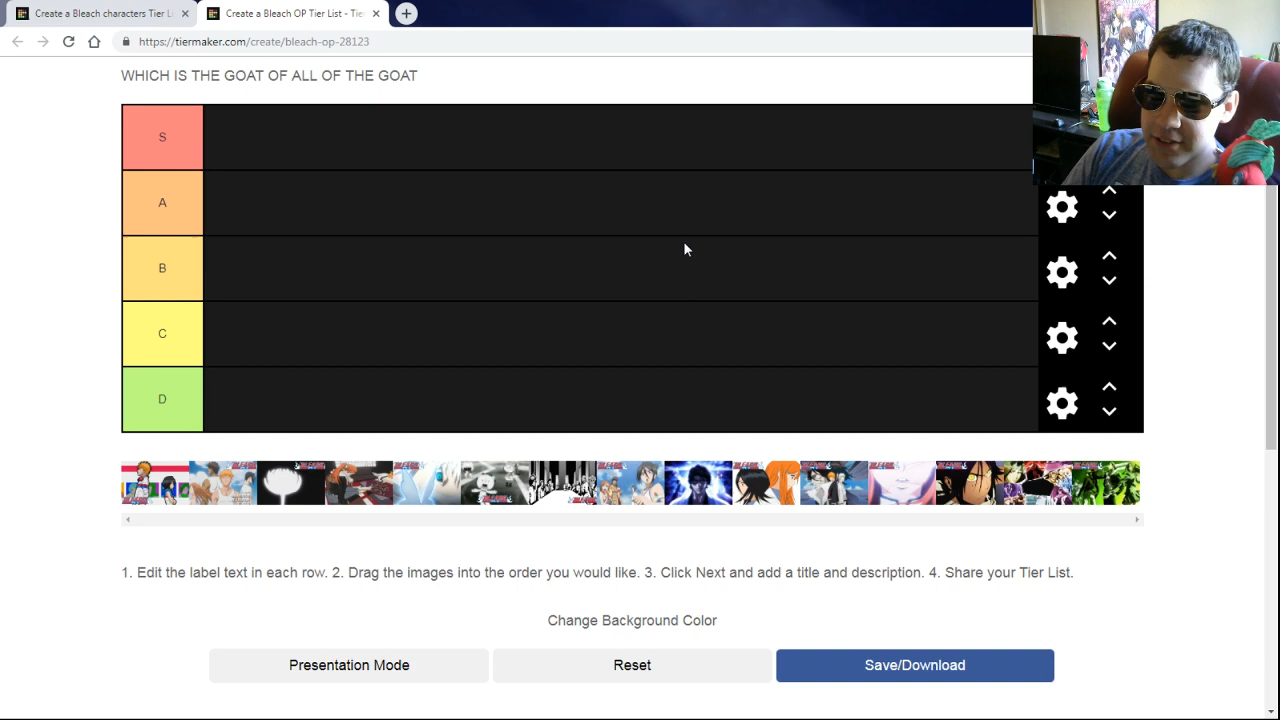 Create a Bleach characters Tier Li
Create a Bleach OP Tier List - Tie
https://tiermaker.com/create/bleach-op-28123
WHICH IS THE GOAT OF ALL OF THE GOAT
S
A
B
C
D
1. Edit the label text in each row. 2. Drag the images into the order you would like. 3. Click Next and add a title and description. 4. Share your Tier List.
Change Background Color
Presentation Mode
Reset
Save/Download